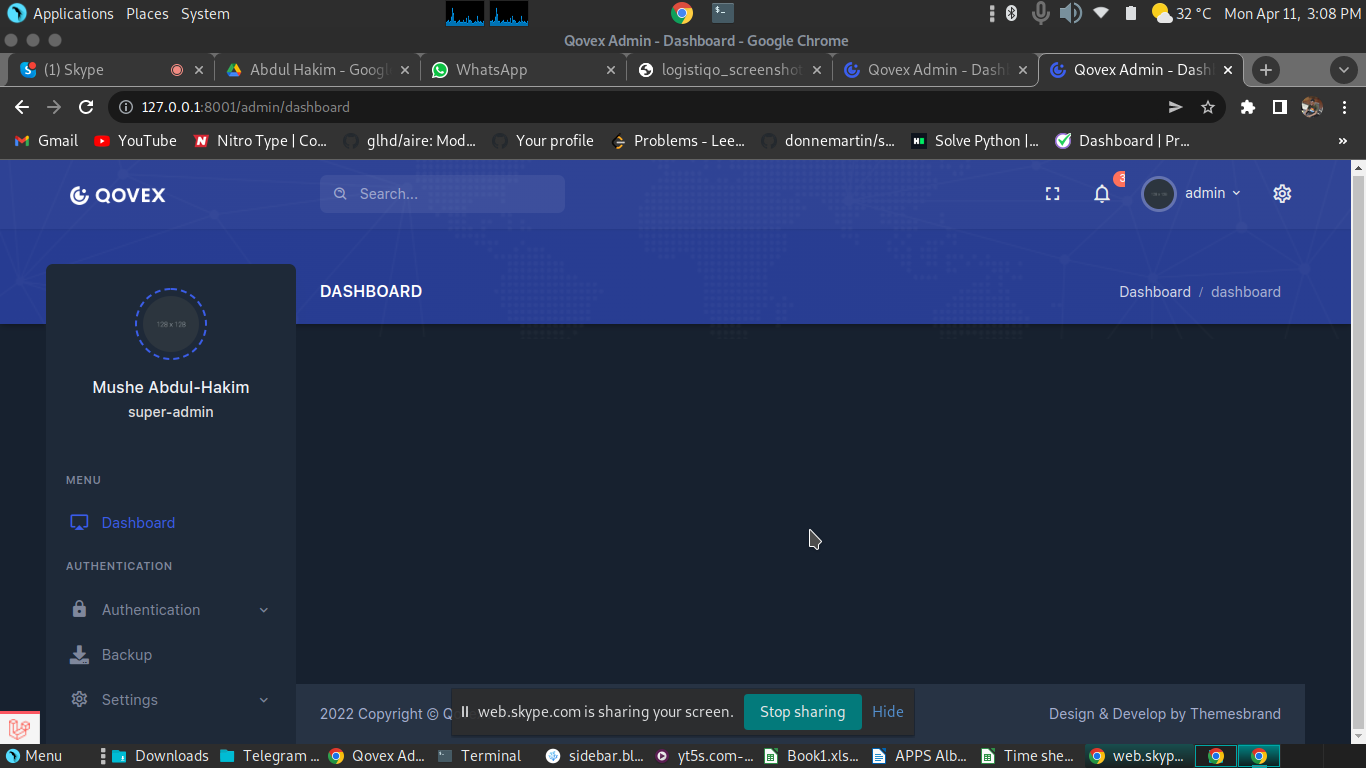 Applications Places System 32 °C Mon Apr 11, 3:08 PM
Qovex Admin - Dashboard - Google Chrome
(1) Skype Abdul Hakim - Googl WhatsApp logistiqo_screenshot Qovex Admin - Dash Qovex Admin - Dash
127.0.0.1:8001/admin/dashboard
Gmail YouTube Nitro Type | Co... glhd/aire: Mod... Your profile Problems - Lee... donnemartin/s... Solve Python |... Dashboard | Pr... »
QOVEX Search... 3 admin
DASHBOARD Dashboard / dashboard
128 x 128
Mushe Abdul-Hakim
super-admin
MENU
Dashboard
AUTHENTICATION
Authentication
Backup
Settings
2022 Copyright © Q Design & Develop by Themesbrand
web.skype.com is sharing your screen. Stop sharing Hide
Menu Downloads Telegram ... Qovex Ad... Terminal sidebar.bl... yt5s.com-... Book1.xls... APPS Alb... Time she... web.skyp...